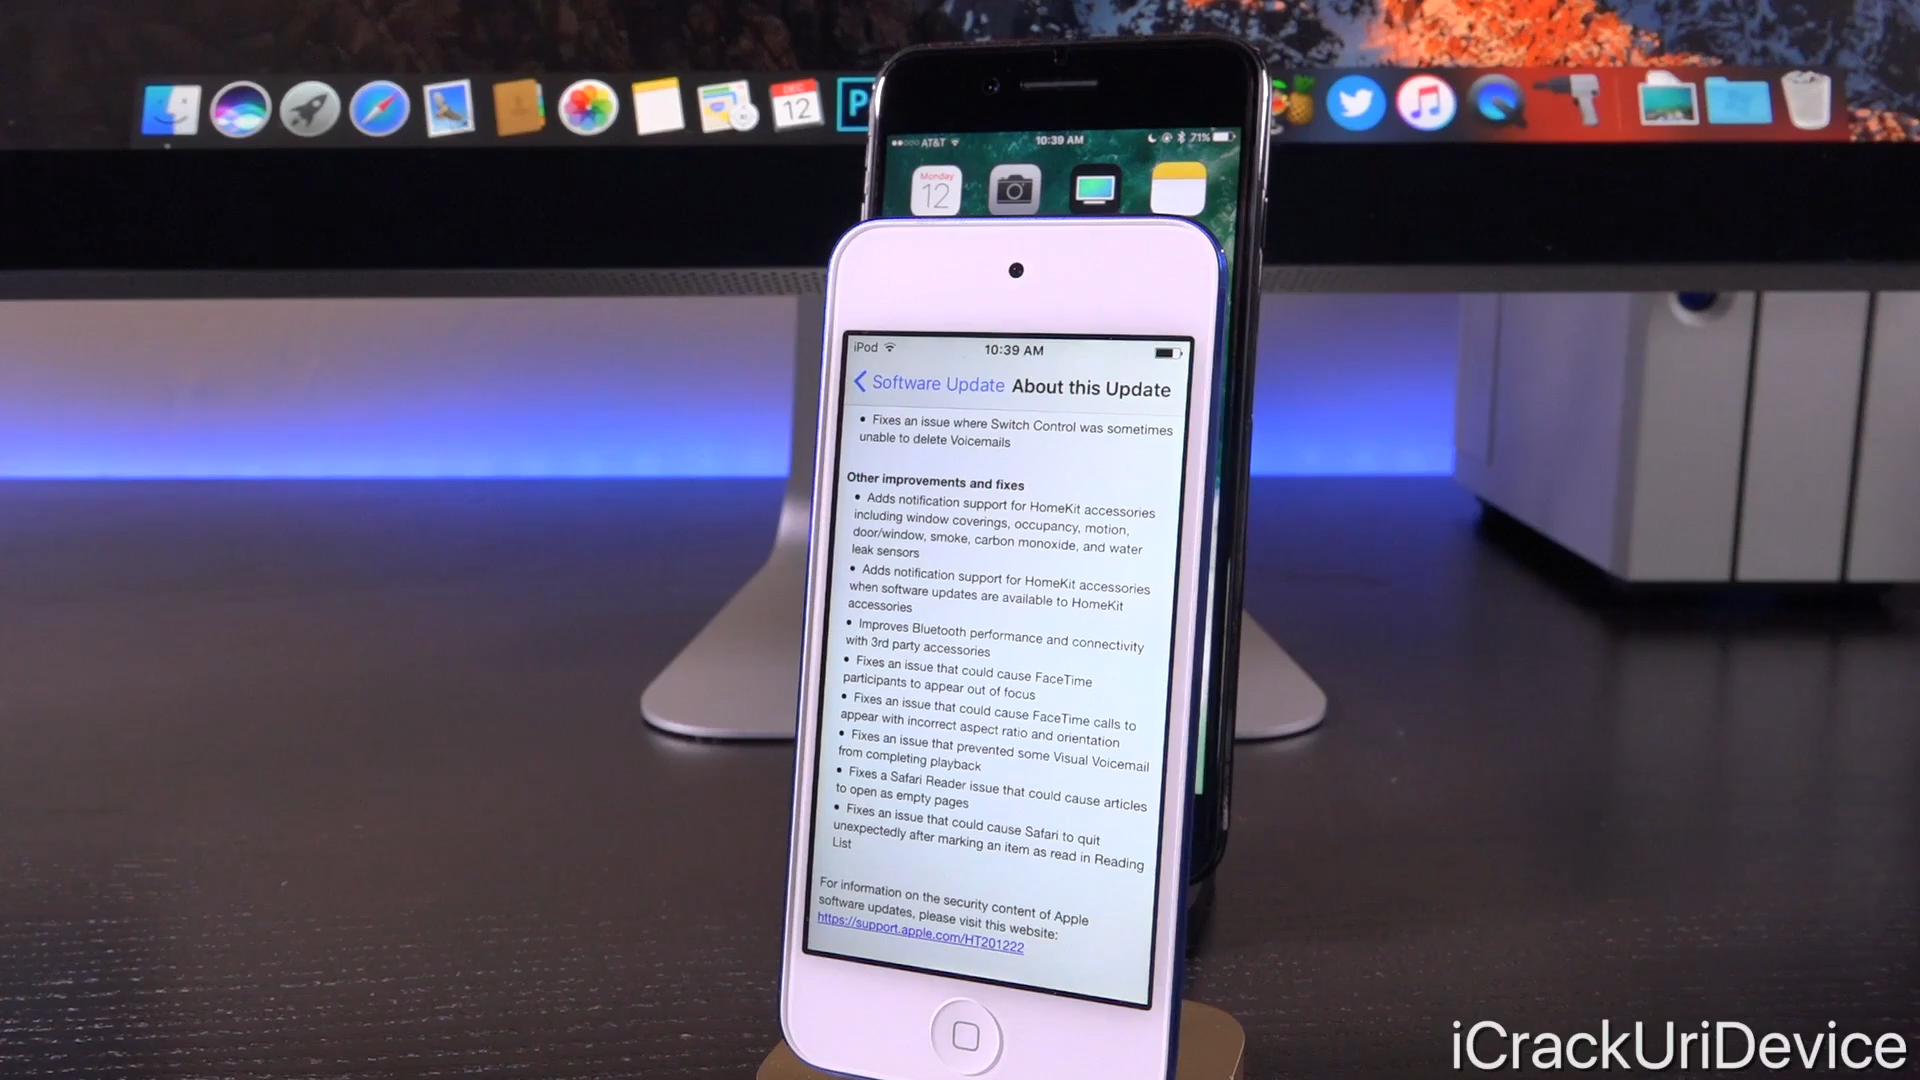 DEC
12
P
AT&T
10:39 AM
71%
Monday
12
iPod
10:39 AM
Software Update
About this Update
• Fixes an issue where Switch Control was sometimes
unable to delete Voicemails
Other improvements and fixes
• Adds notification support for HomeKit accessories
including window coverings, occupancy, motion,
door/window, smoke, carbon monoxide, and water
leak sensors
• Adds notification support for HomeKit accessories
when software updates are available to HomeKit
accessories
• Improves Bluetooth performance and connectivity
with 3rd party accessories
• Fixes an issue that could cause FaceTime
participants to appear out of focus
• Fixes an issue that could cause FaceTime calls to
appear with incorrect aspect ratio and orientation
• Fixes an issue that prevented some Visual Voicemail
from completing playback
• Fixes a Safari Reader issue that could cause articles
to open as empty pages
• Fixes an issue that could cause Safari to quit
unexpectedly after marking an item as read in Reading
List
For information on the security content of Apple
software updates, please visit this website:
https://support.apple.com/HT201222
iCrackUriDevice